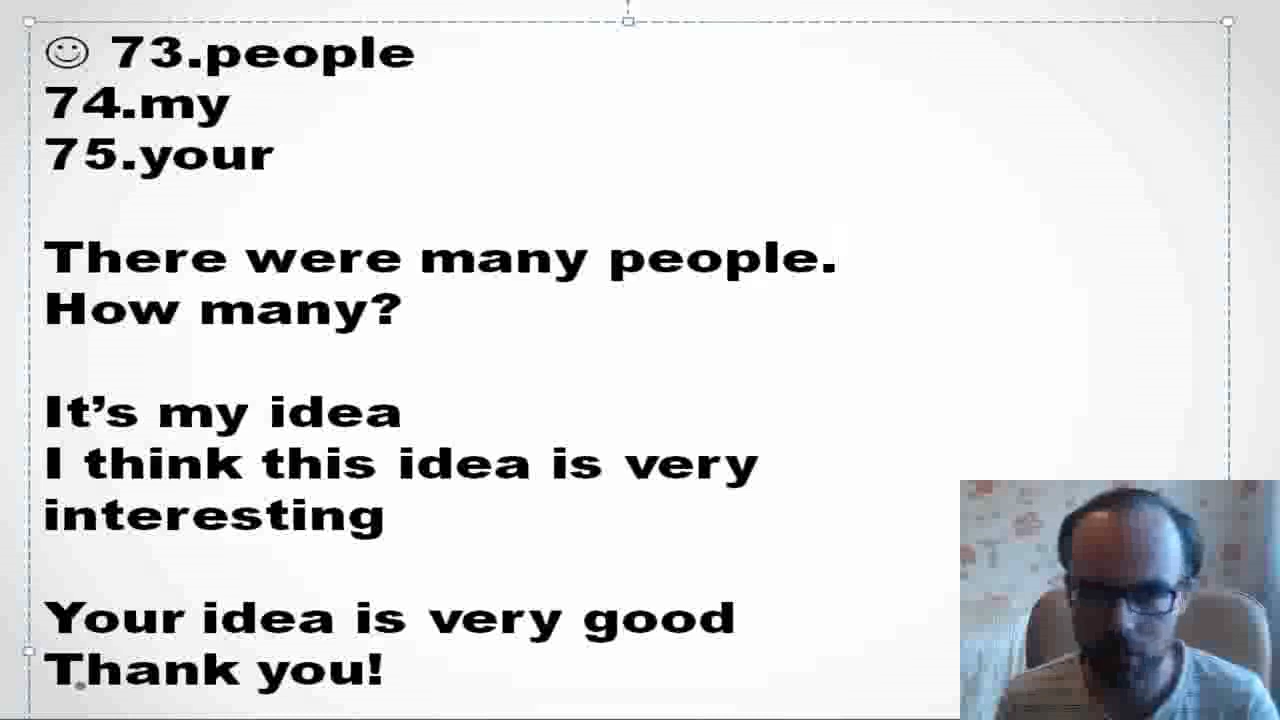 ☺ 73.people
74.my
75.your
There were many people.
How many?
It’s my idea
I think this idea is very
interesting
Your idea is very good
Thank you!